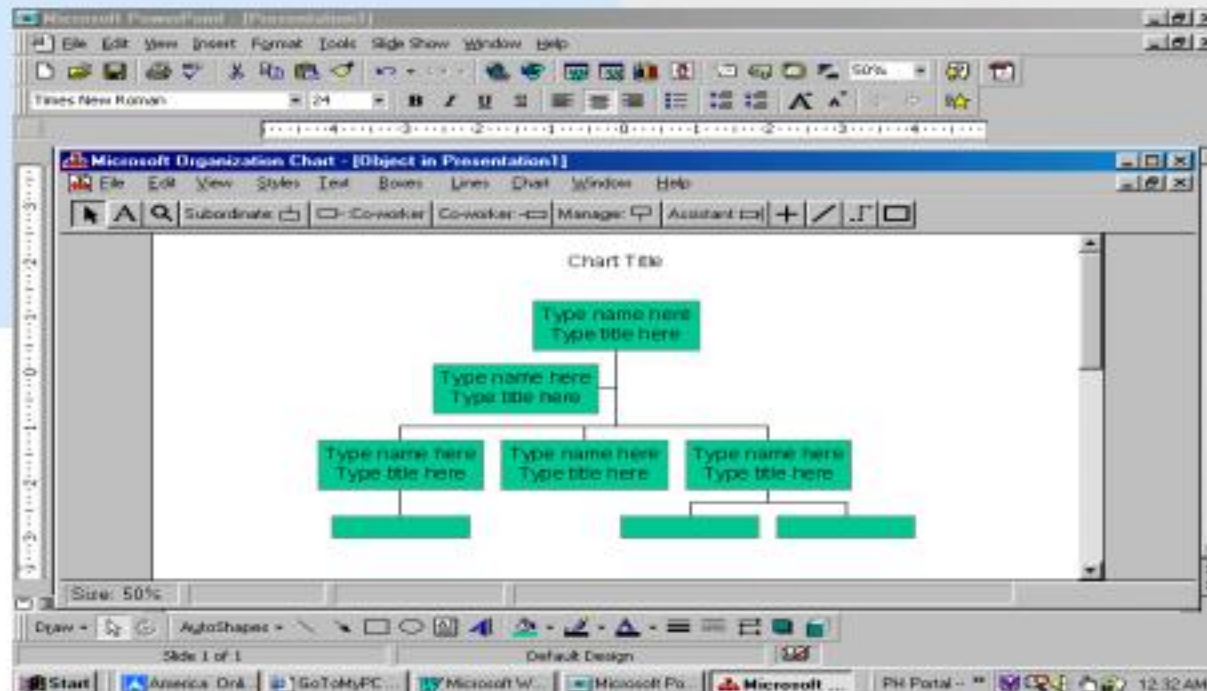 Microsoft PowerPoint - [Presentation1]
File Edit View Insert Format Tools Slide Show Window Help
50%
Times New Roman 24 B I U S
Microsoft Organization Chart - [Object in Presentation1]
File Edit View Styles Text Boxes Lines Chart Window Help
A Subordinate: Co-worker Co-worker: Manager: Assistant
Chart Title
Type name here
Type title here
Type name here
Type title here
Type name here Type name here Type name here
Type title here Type title here Type title here
Size: 50%
Draw AutoShapes
Slide 1 of 1 Default Design
Start America Onl... GoToMyPC... Microsoft W... Microsoft Po... Microsoft ... PH Portal - " 12:32 AM